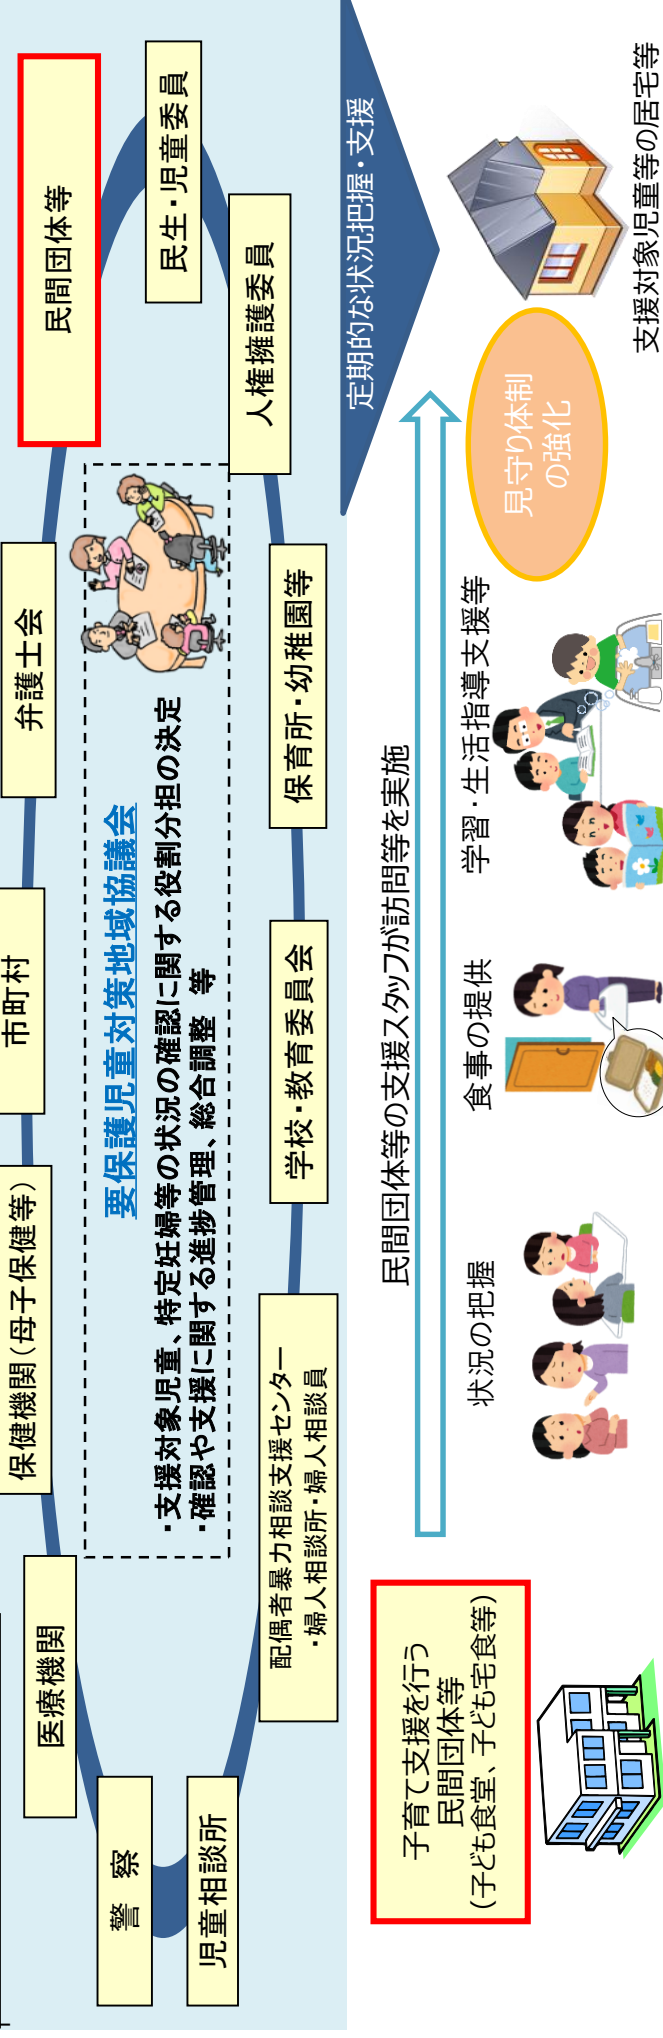 医療機関
保健機関（母子保健等）
市町村
弁護士会
民間団体等
警 察
児童相談所
民生・児童委員
人権擁護委員
要保護児童対策地域協議会
・支援対象児童、特定妊婦等の状況の確認に関する役割分担の決定
・確認や支援に関する進捗管理、総合調整 等
配偶者暴力相談支援センター
・婦人相談所・婦人相談員
学校・教育委員会
保育所・幼稚園等
定期的な状況把握・支援
子育て支援を行う
民間団体等
（子ども食堂、子ども宅食等）
民間団体等の支援スタッフが訪問等を実施
状況の把握
食事の提供
学習・生活指導支援等
見守り体制
の強化
支援対象児童等の居宅等